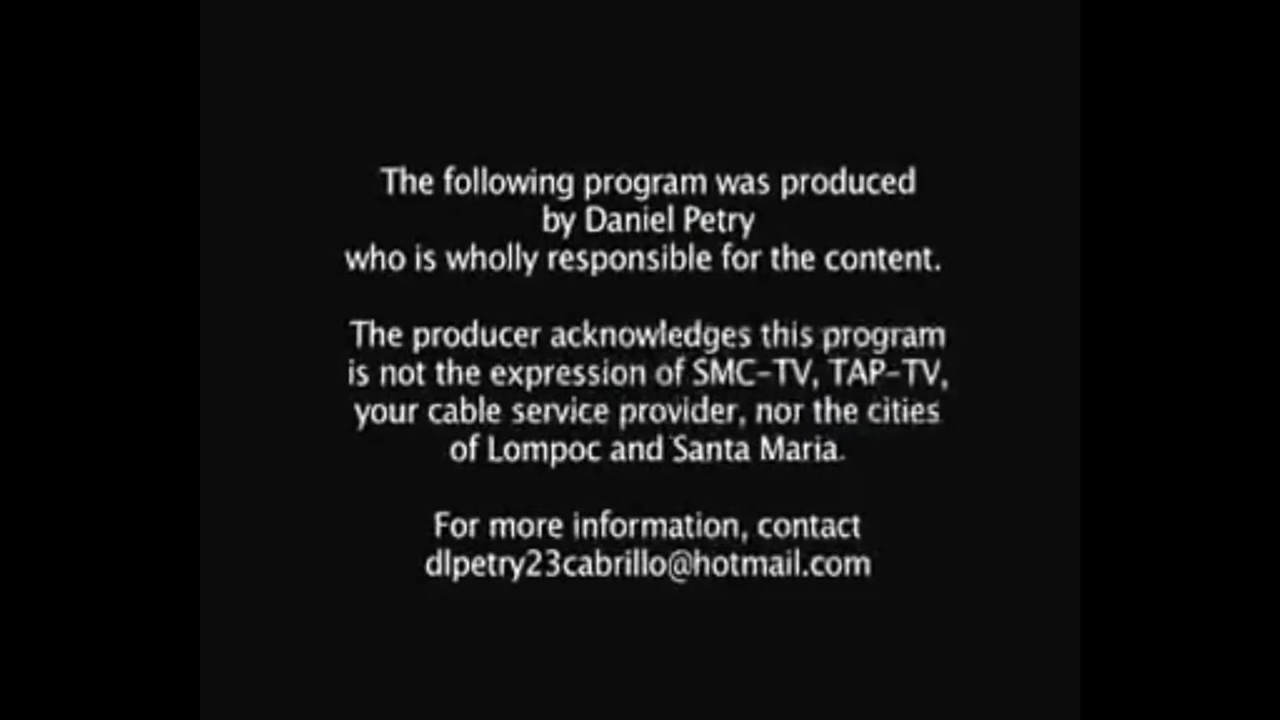 The following program was produced
by Daniel Petry
who is wholly responsible for the content.
The producer acknowledges this program
is not the expression of SMC-TV, TAP-TV,
your cable service provider, nor the cities
of Lompoc and Santa Maria.
For more information, contact
dlpetry23cabrillo@hotmail.com